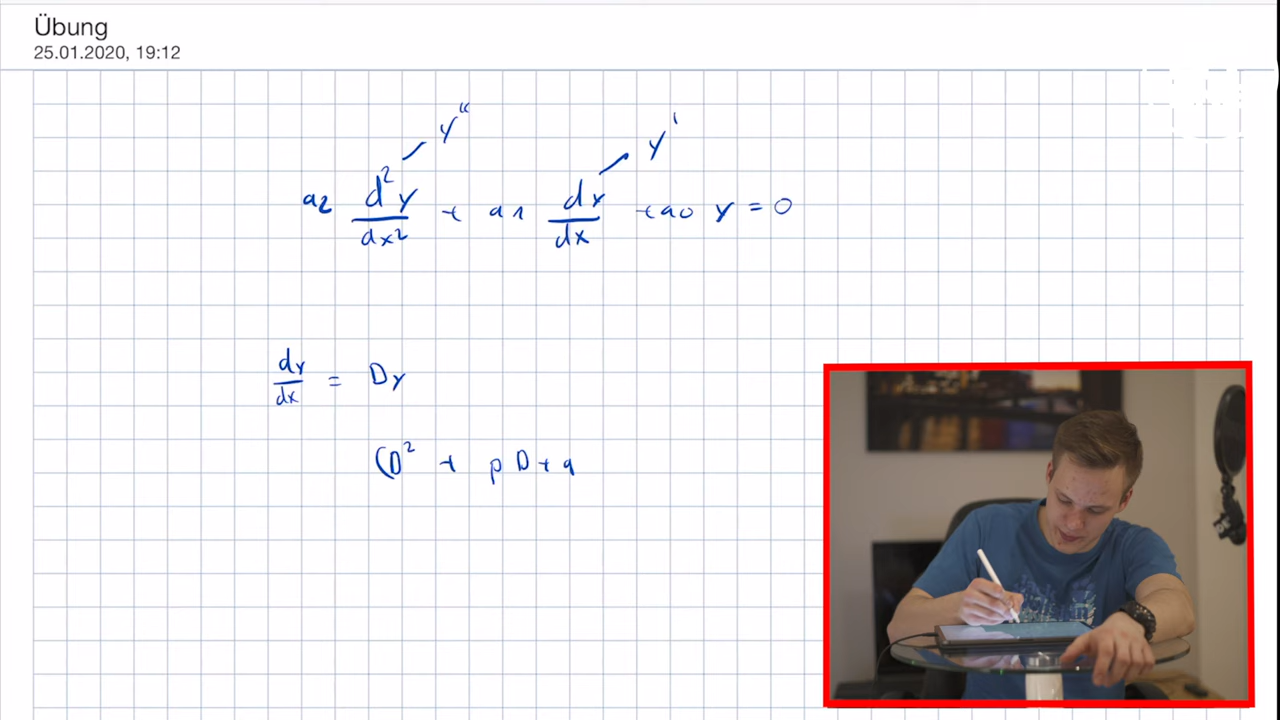 Übung
25.01.2020, 19:12
y" y'
a2 d²y/dx² + a1 dy/dx + a0 y = 0
dy/dx = Dy
(D² + pD + q